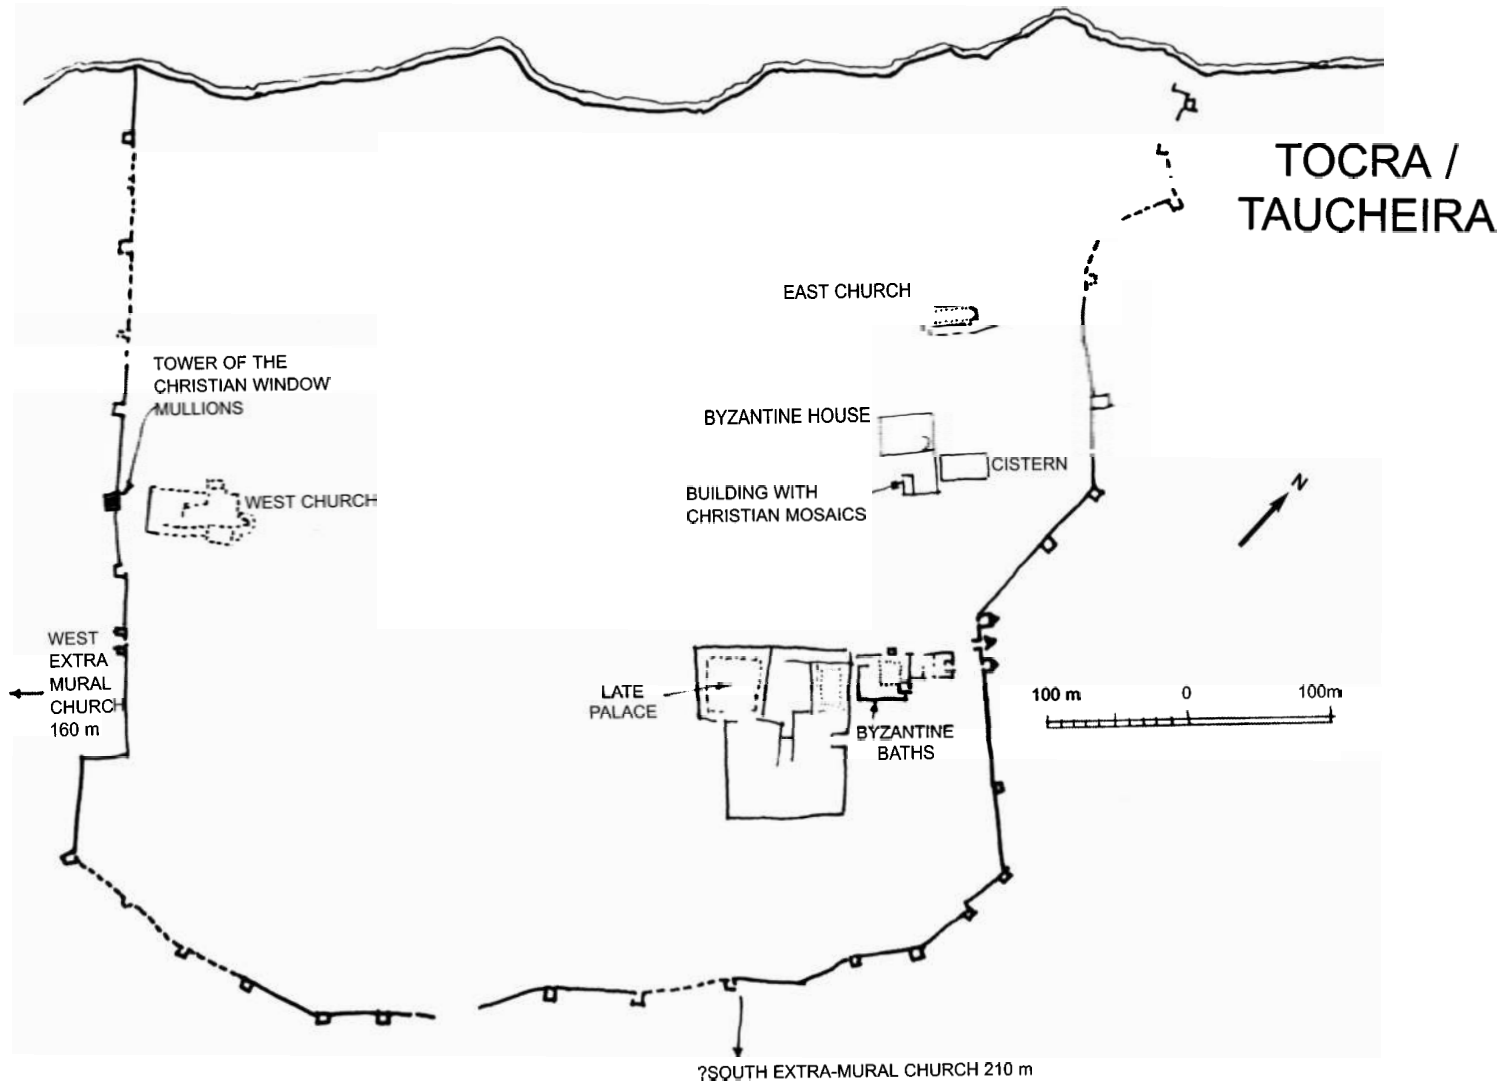 TOCRA /
TAUCHEIRA
EAST CHURCH
TOWER OF THE
CHRISTIAN WINDOW
MULLIONS
BYZANTINE HOUSE
CISTERN
WEST CHURCH
BUILDING WITH
CHRISTIAN MOSAICS
N
WEST
EXTRA
MURAL
CHURCH
160 m
LATE
PALACE
100 m 0 100m
BYZANTINE
BATHS
?SOUTH EXTRA-MURAL CHURCH 210 m